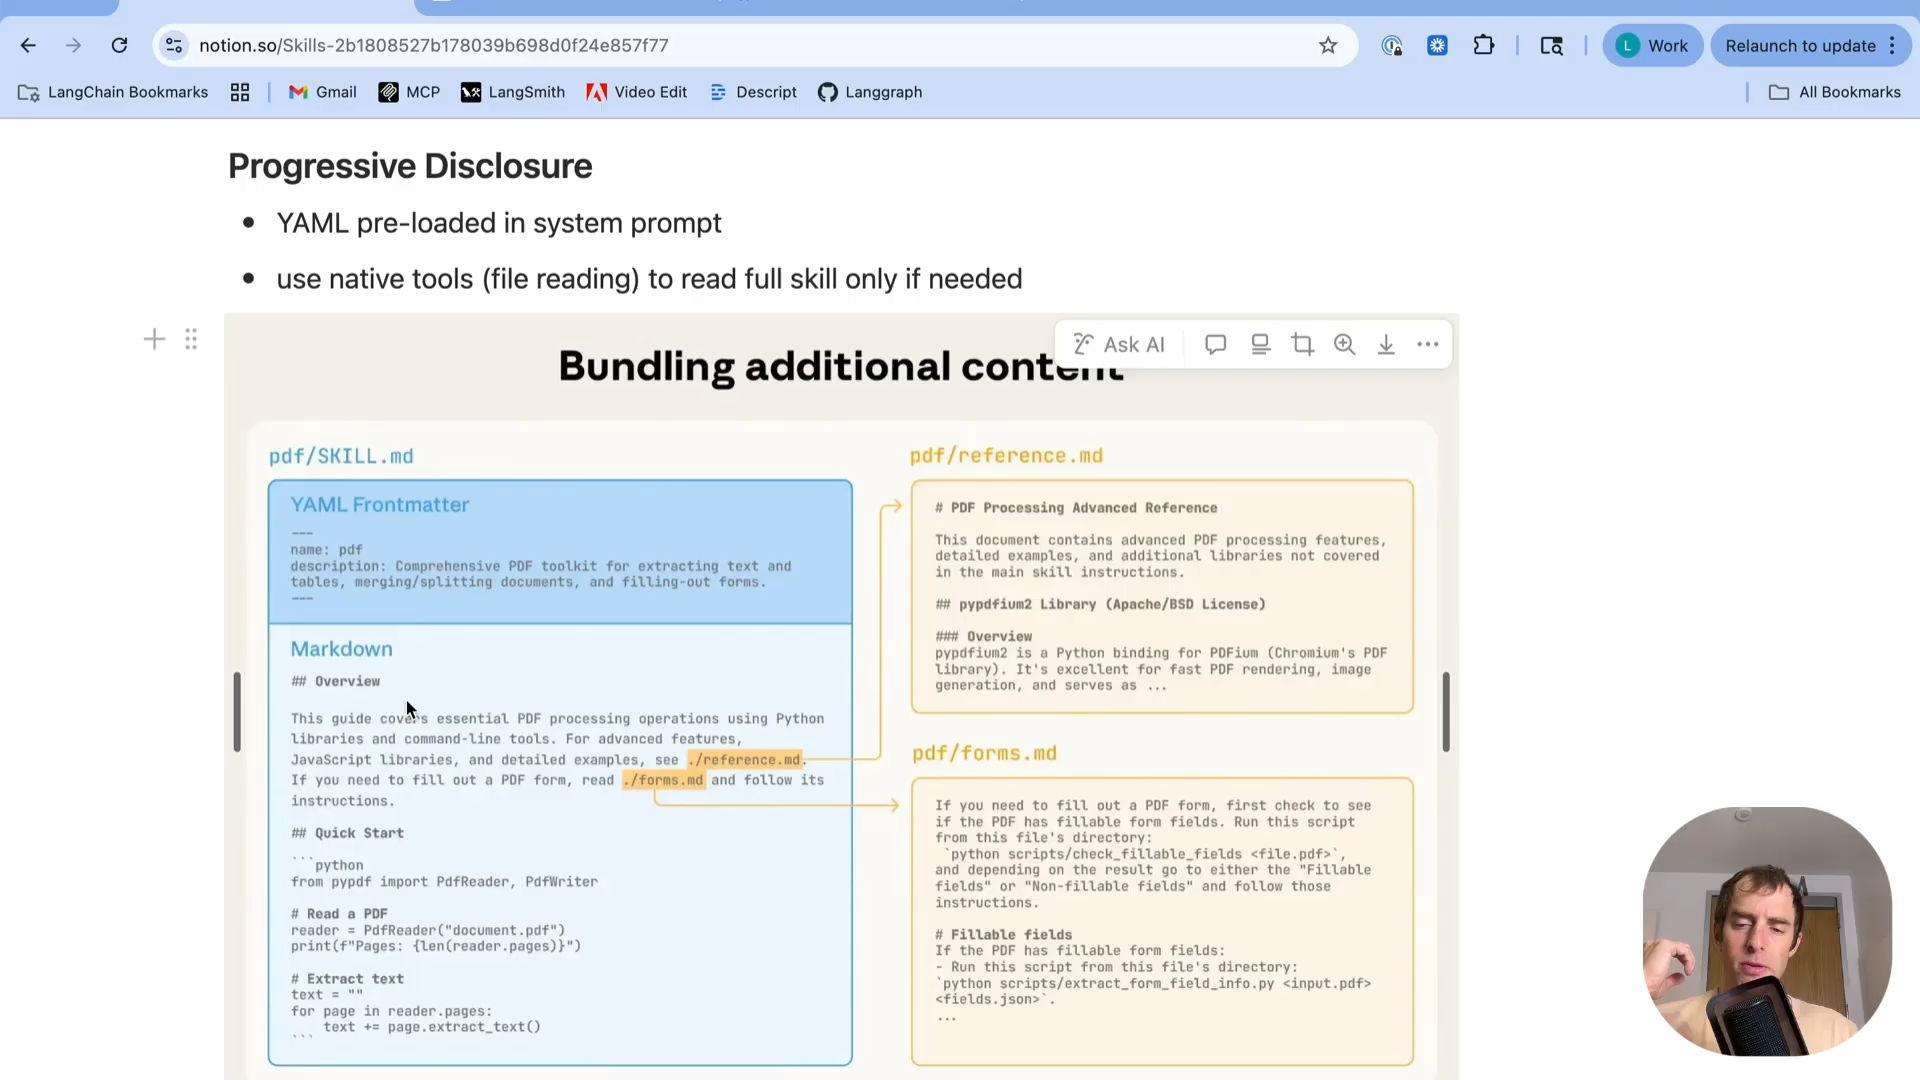 notion.so/Skills-2b1808527b178039b698d0f24e857f77
L Work
Relaunch to update
LangChain Bookmarks
Gmail
MCP
LangSmith
Video Edit
Descript
Langgraph
All Bookmarks
Progressive Disclosure
• YAML pre-loaded in system prompt
• use native tools (file reading) to read full skill only if needed
Ask AI
Bundling additional content
pdf/SKILL.md
YAML Frontmatter
---
name: pdf
description: Comprehensive PDF toolkit for extracting text and
tables, merging/splitting documents, and filling-out forms.
---
Markdown
## Overview
This guide covers essential PDF processing operations using Python
libraries and command-line tools. For advanced features,
JavaScript libraries, and detailed examples, see ./reference.md.
If you need to fill out a PDF form, read ./forms.md and follow its
instructions.
## Quick Start
```python
from pypdf import PdfReader, PdfWriter
# Read a PDF
reader = PdfReader("document.pdf")
print(f"Pages: {len(reader.pages)}")
# Extract text
text = ""
for page in reader.pages:
    text += page.extract_text()
```
pdf/reference.md
# PDF Processing Advanced Reference
This document contains advanced PDF processing features,
detailed examples, and additional libraries not covered
in the main skill instructions.
## pypdfium2 Library (Apache/BSD License)
### Overview
pypdfium2 is a Python binding for PDFium (Chromium's PDF
library). It's excellent for fast PDF rendering, image
generation, and serves as ...
pdf/forms.md
If you need to fill out a PDF form, first check to see
if the PDF has fillable form fields. Run this script
from this file's directory:
`python scripts/check_fillable_fields <file.pdf>`,
and depending on the result go to either the "Fillable
fields" or "Non-fillable fields" and follow those
instructions.
# Fillable fields
If the PDF has fillable form fields:
- Run this script from this file's directory:
`python scripts/extract_form_field_info.py <input.pdf>
<fields.json>`.
...